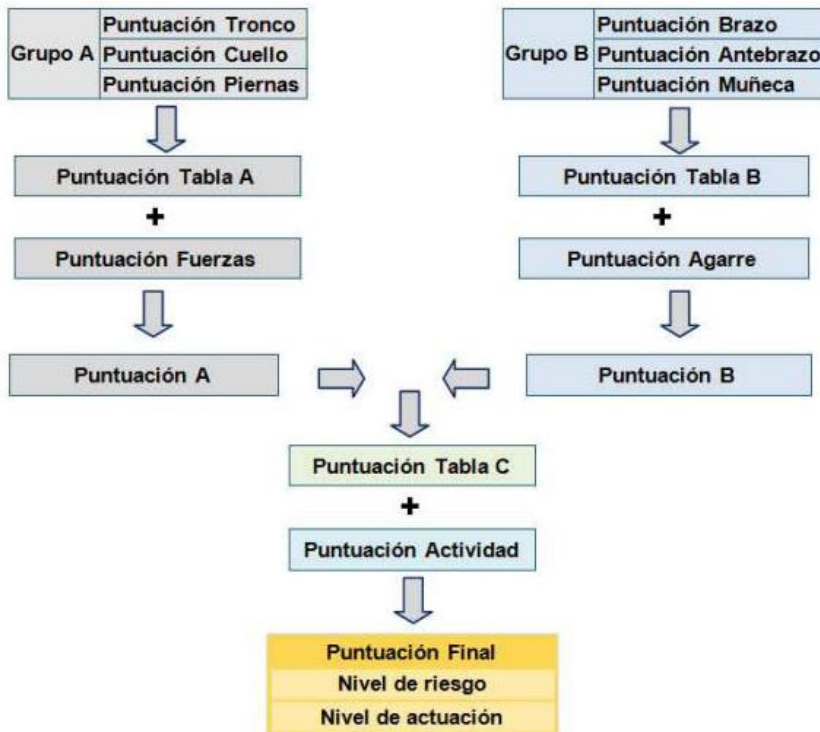 Grupo A
Puntuación Tronco
Puntuación Cuello
Puntuación Piernas
Grupo B
Puntuación Brazo
Puntuación Antebrazo
Puntuación Muñeca
Puntuación Tabla A
Puntuación Tabla B
+
+
Puntuación Fuerzas
Puntuación Agarre
Puntuación A
Puntuación B
Puntuación Tabla C
+
Puntuación Actividad
Puntuación Final
Nivel de riesgo
Nivel de actuación